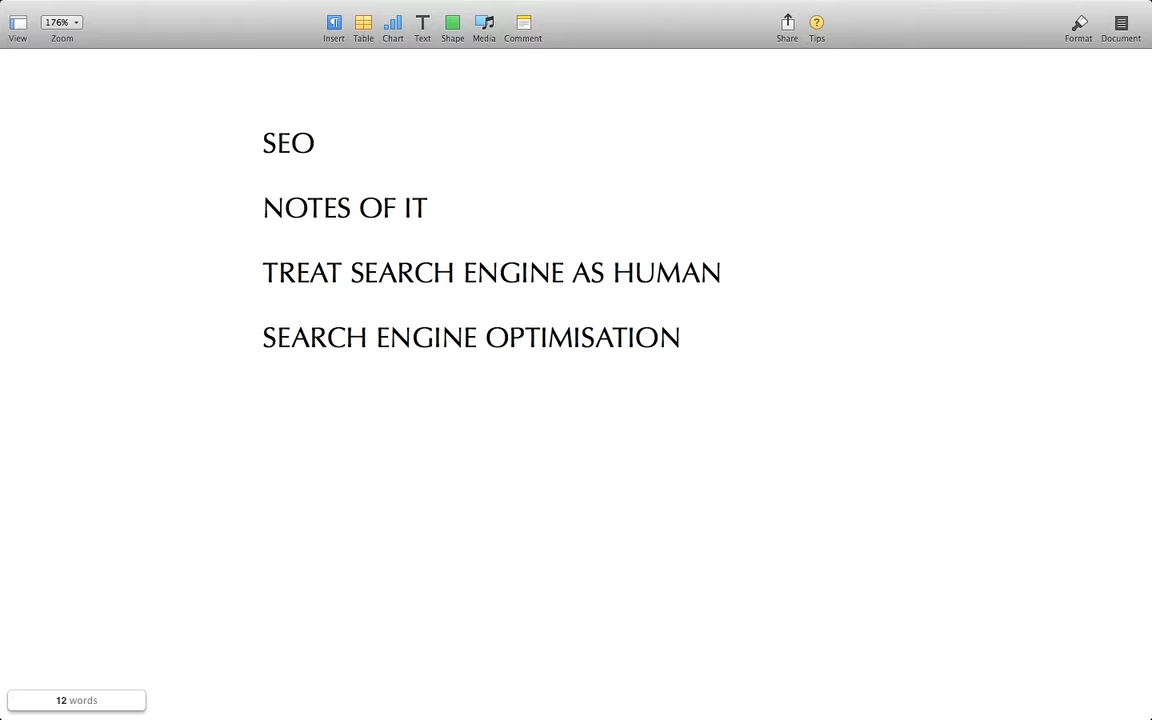 176%
View Zoom Insert Table Chart Text Shape Media Comment Share Tips Format Document
SEO
NOTES OF IT
TREAT SEARCH ENGINE AS HUMAN
SEARCH ENGINE OPTIMISATION
12 words